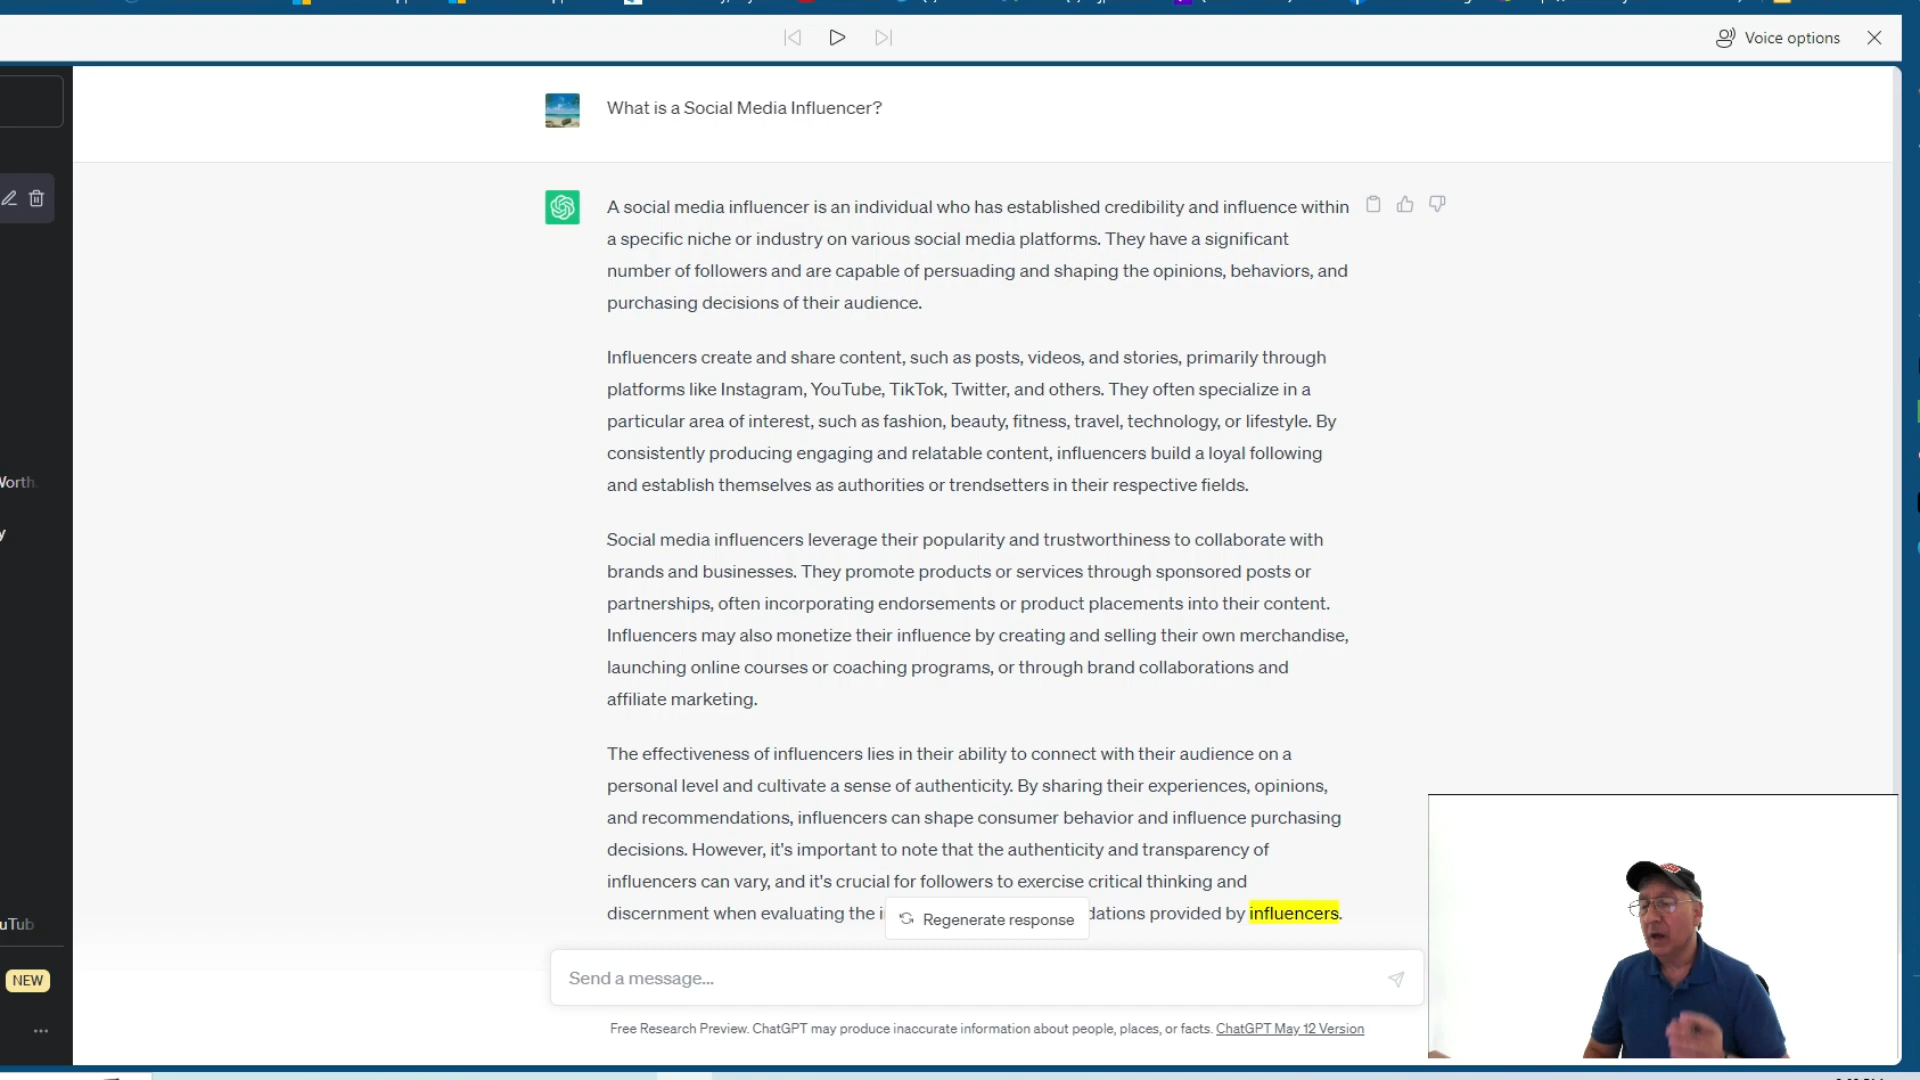 Voice options
What is a Social Media Influencer?
A social media influencer is an individual who has established credibility and influence within
a specific niche or industry on various social media platforms. They have a significant
number of followers and are capable of persuading and shaping the opinions, behaviors, and
purchasing decisions of their audience.
Influencers create and share content, such as posts, videos, and stories, primarily through
platforms like Instagram, YouTube, TikTok, Twitter, and others. They often specialize in a
particular area of interest, such as fashion, beauty, fitness, travel, technology, or lifestyle. By
consistently producing engaging and relatable content, influencers build a loyal following
and establish themselves as authorities or trendsetters in their respective fields.
Social media influencers leverage their popularity and trustworthiness to collaborate with
brands and businesses. They promote products or services through sponsored posts or
partnerships, often incorporating endorsements or product placements into their content.
Influencers may also monetize their influence by creating and selling their own merchandise,
launching online courses or coaching programs, or through brand collaborations and
affiliate marketing.
The effectiveness of influencers lies in their ability to connect with their audience on a
personal level and cultivate a sense of authenticity. By sharing their experiences, opinions,
and recommendations, influencers can shape consumer behavior and influence purchasing
decisions. However, it's important to note that the authenticity and transparency of
influencers can vary, and it's crucial for followers to exercise critical thinking and
discernment when evaluating the i dations provided by influencers.
Regenerate response
Send a message...
Free Research Preview. ChatGPT may produce inaccurate information about people, places, or facts. ChatGPT May 12 Version
Worth
y
uTub
NEW